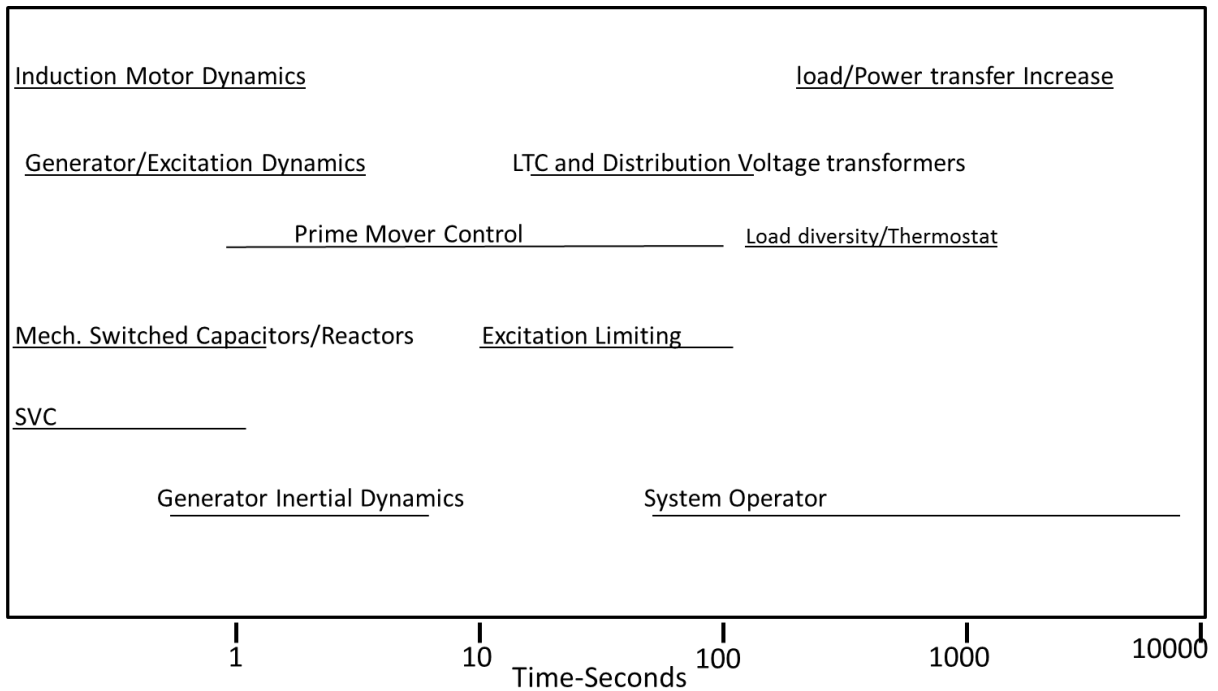 Induction Motor Dynamics
load/Power transfer Increase
Generator/Excitation Dynamics
LTC and Distribution Voltage transformers
Prime Mover Control
Load diversity/Thermostat
Mech. Switched Capacitors/Reactors
Excitation Limiting
SVC
Generator Inertial Dynamics
System Operator
1
10
100
1000
10000
Time-Seconds